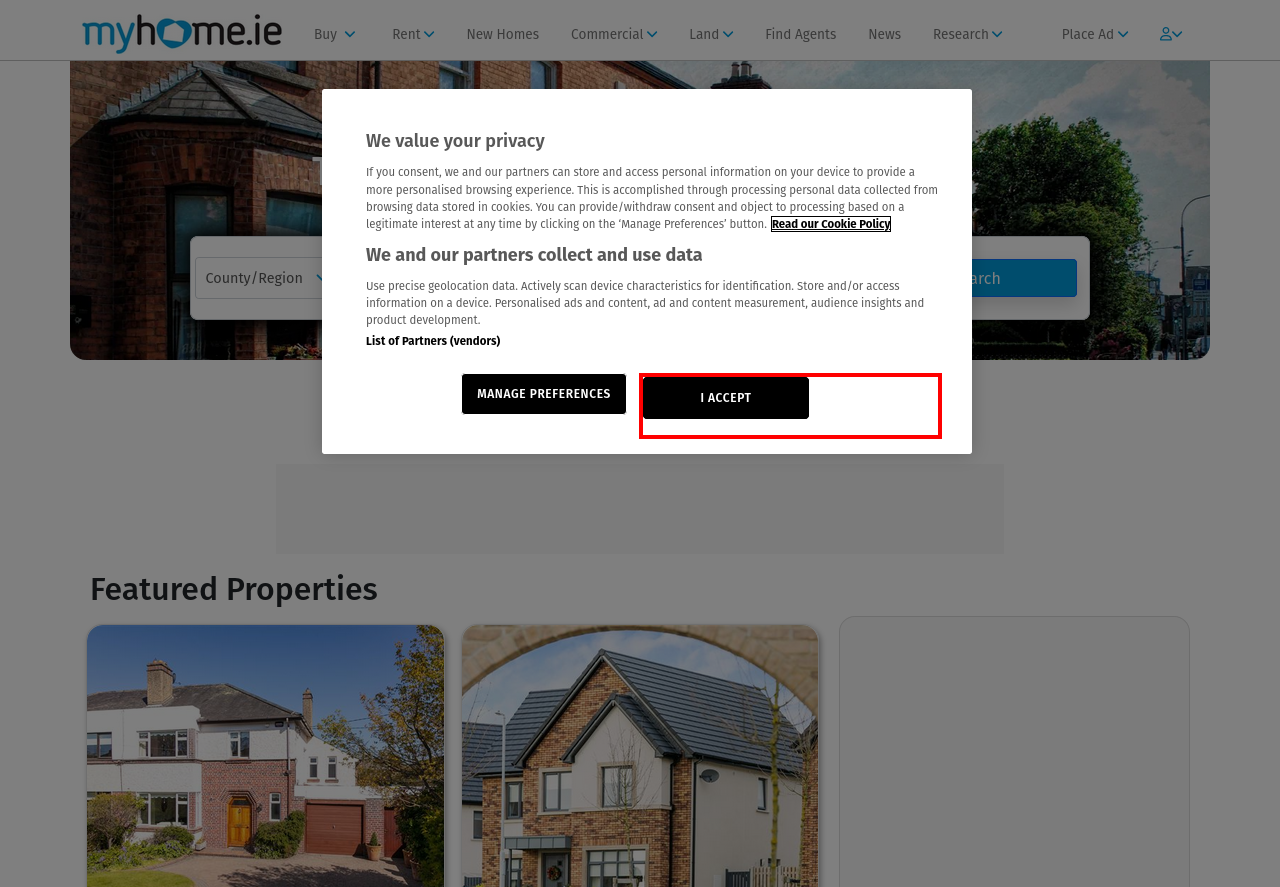 myhome.ie Buy Rent New Homes Commercial Land Find Agents News Research Place Ad
We value your privacy
If you consent, we and our partners can store and access personal information on your device to provide a
more personalised browsing experience. This is accomplished through processing personal data collected from
browsing data stored in cookies. You can provide/withdraw consent and object to processing based on a
legitimate interest at any time by clicking on the ‘Manage Preferences’ button. Read our Cookie Policy
We and our partners collect and use data
County/Region
Use precise geolocation data. Actively scan device characteristics for identification. Store and/or access
information on a device. Personalised ads and content, ad and content measurement, audience insights and
product development.
List of Partners (vendors)
MANAGE PREFERENCES I ACCEPT
Featured Properties